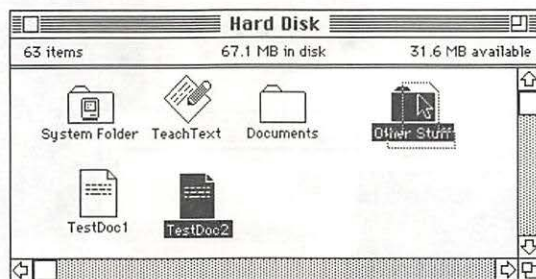 Hard Disk
63 items 67.1 MB in disk 31.6 MB available
System Folder TeachText Documents Other Stuff
TestDoc1 TestDoc2